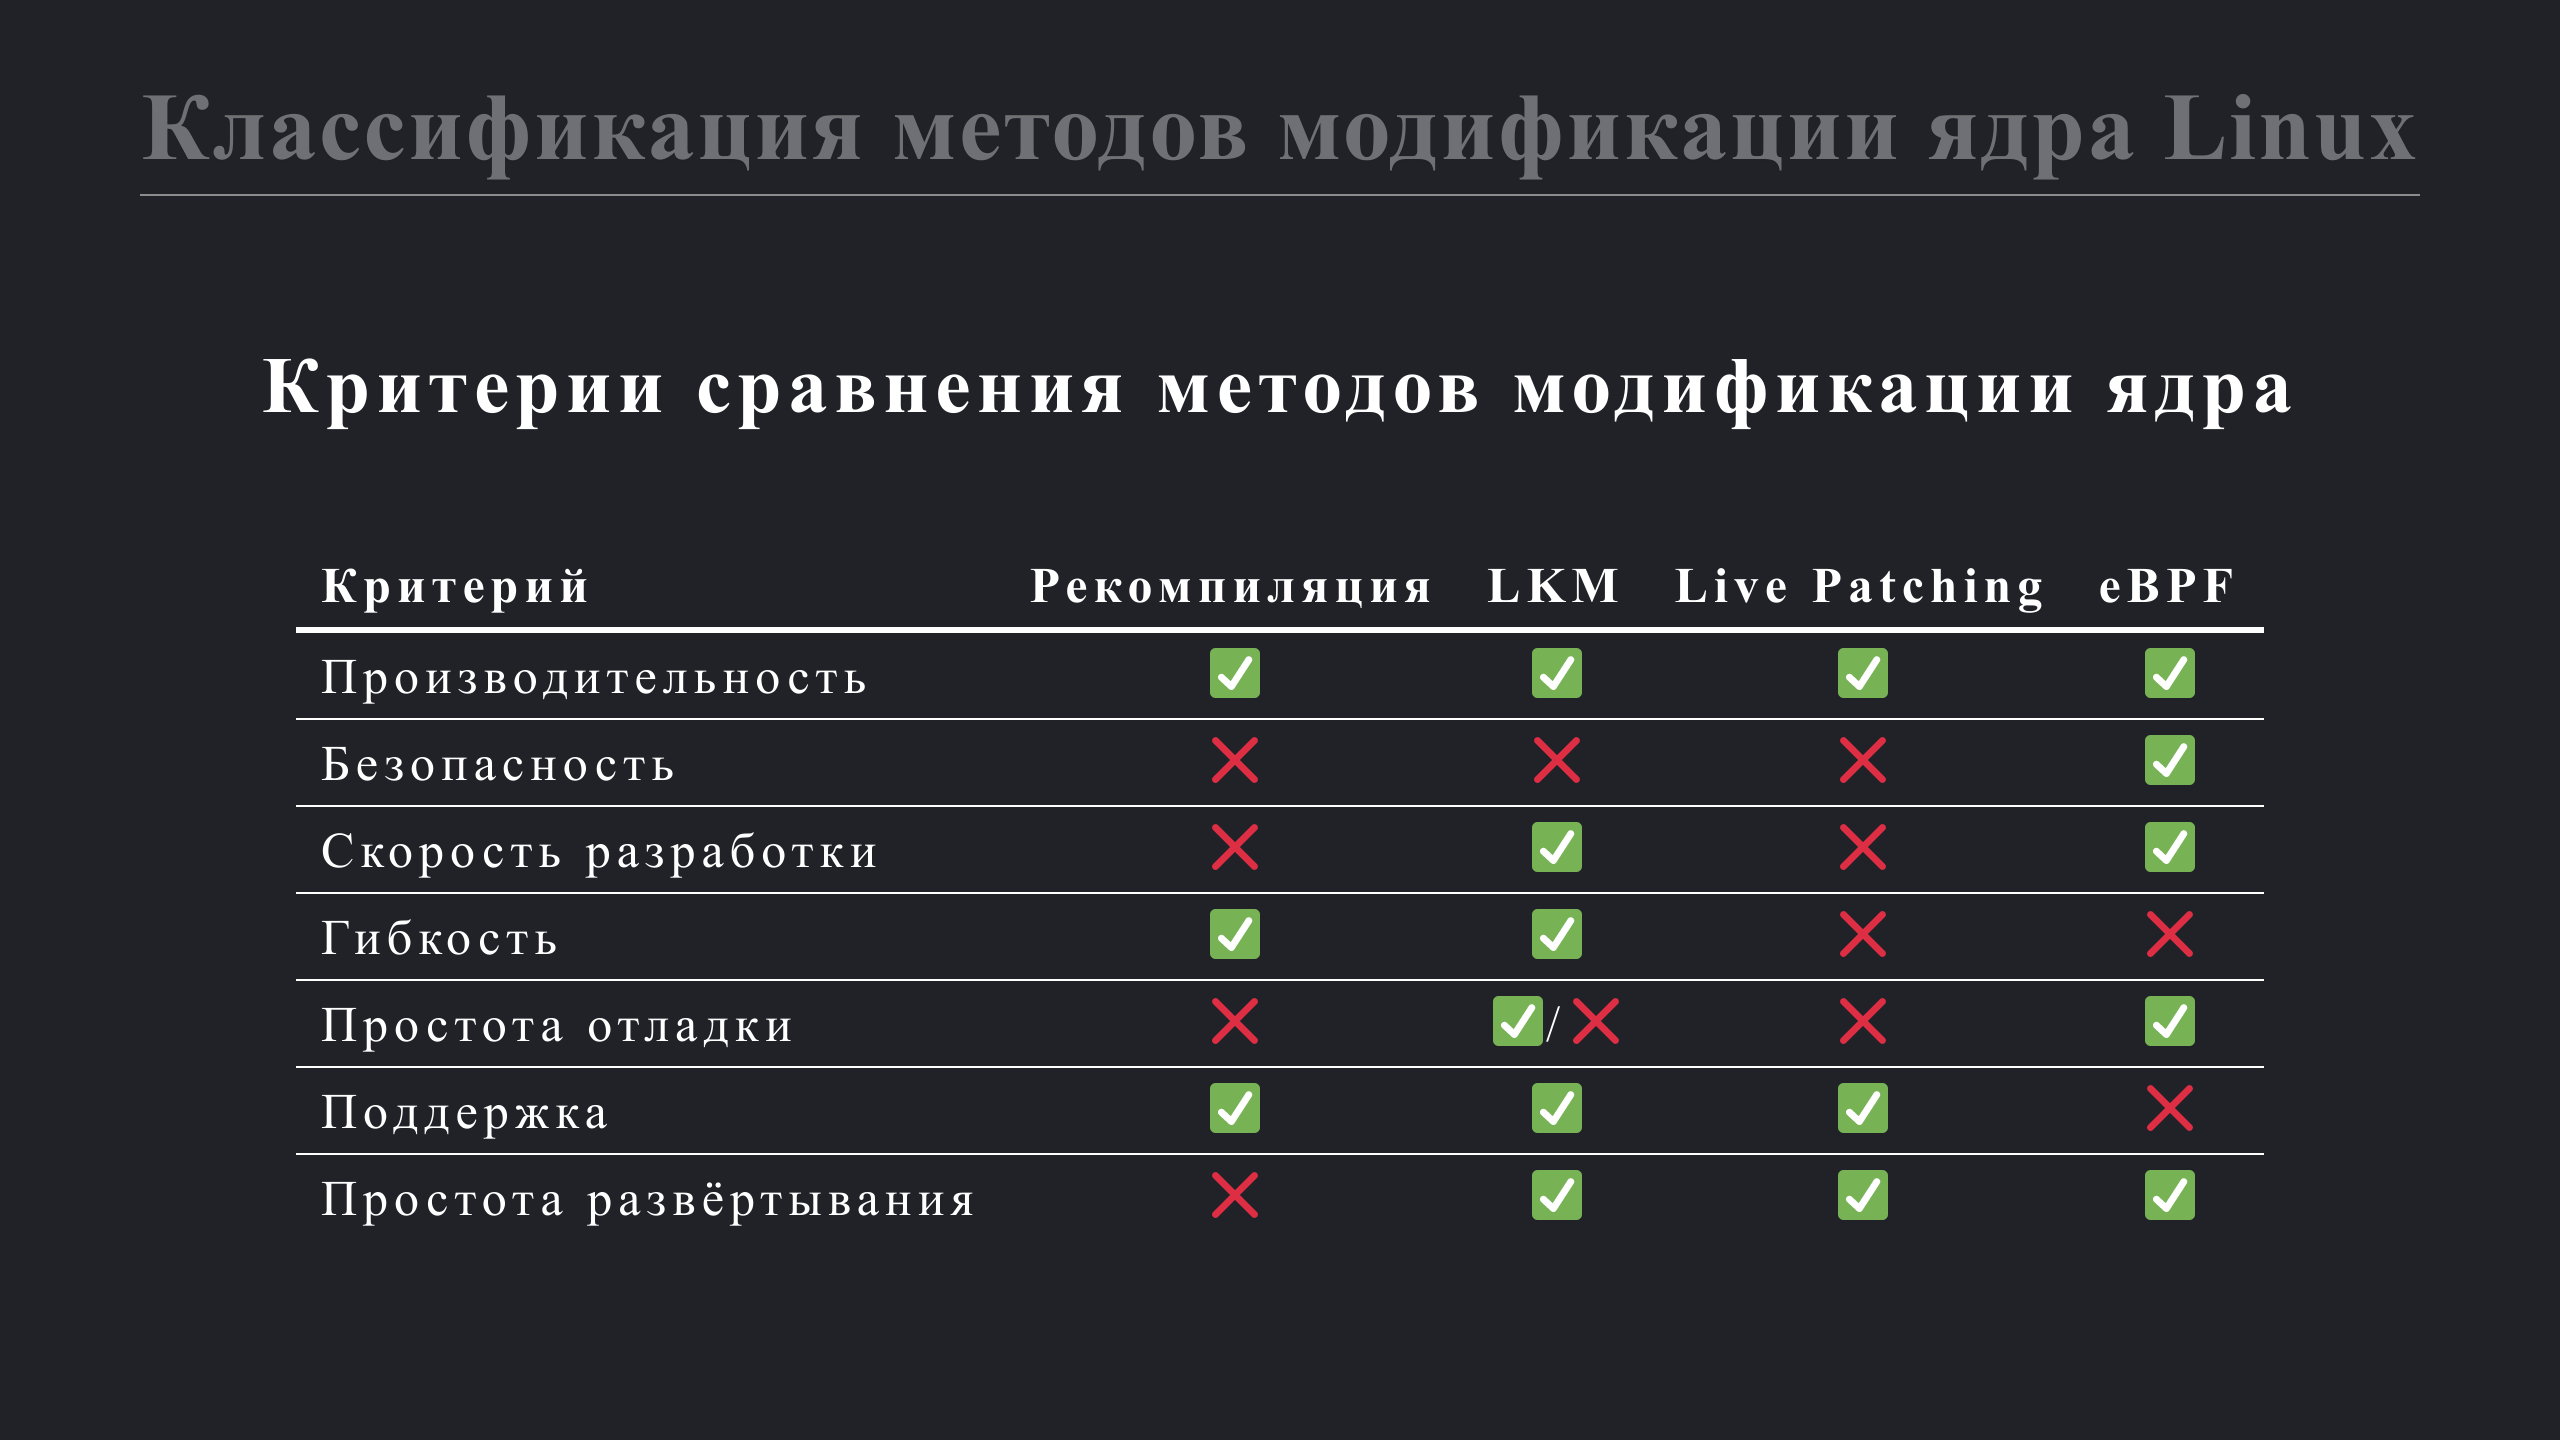 Классификация методов модификации ядра Linux
Критерии сравнения методов модификации ядра
Критерий Рекомпиляция LKM Live Patching eBPF
Производительность ✅ ✅ ✅ ✅
Безопасность ❌ ❌ ❌ ✅
Скорость разработки ❌ ✅ ❌ ✅
Гибкость ✅ ✅ ❌ ❌
Простота отладки ❌ ✅/❌ ❌ ✅
Поддержка ✅ ✅ ✅ ❌
Простота развёртывания ❌ ✅ ✅ ✅